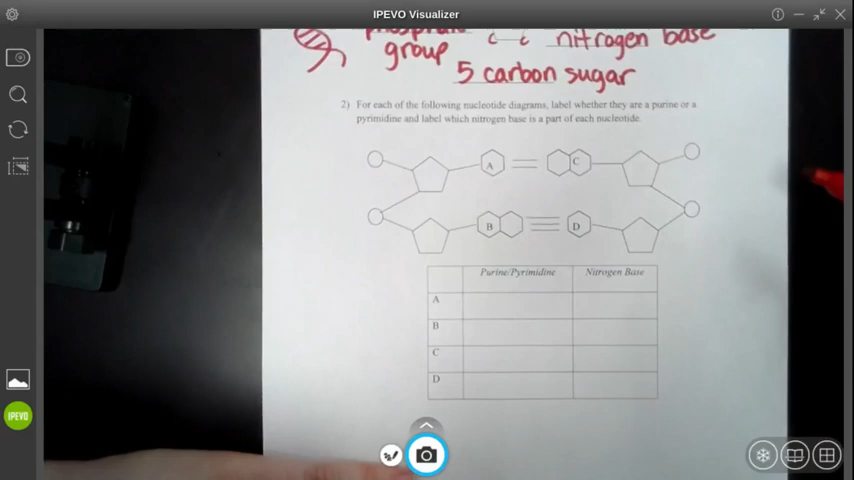 IPEVO Visualizer
phosphate
group
c c nitrogen base
5 carbon sugar
2) For each of the following nucleotide diagrams, label whether they are a purine or a
pyrimidine and label which nitrogen base is a part of each nucleotide.
A C
B D
Purine/Pyrimidine Nitrogen Base
A
B
C
D
IPEVO